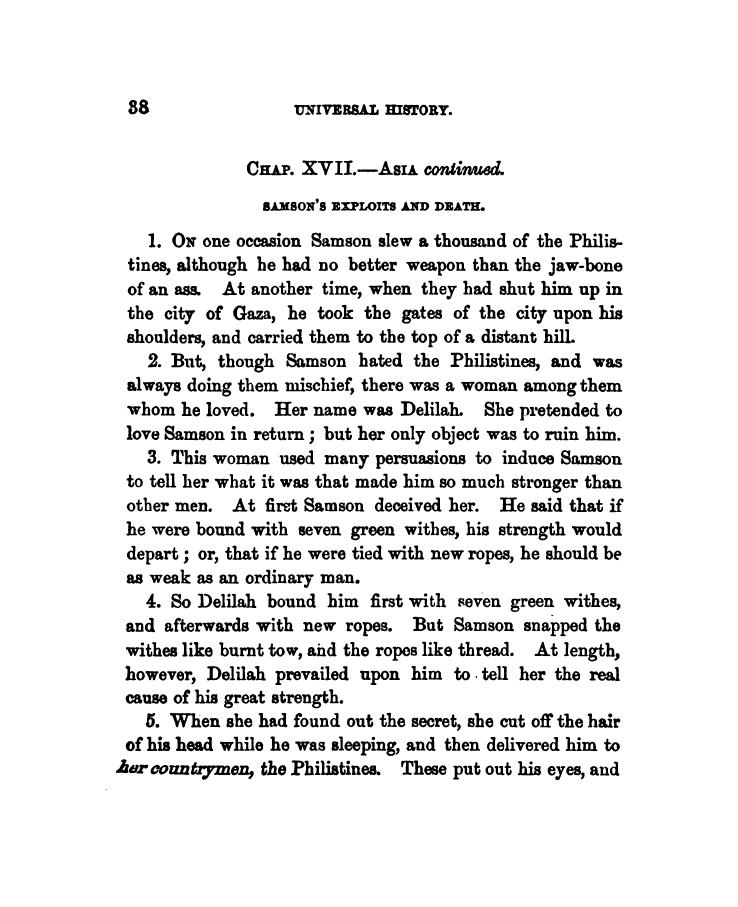 38 UNIVERSAL HISTORY.
CHAP. XVII.—ASIA continued.
SAMSON'S EXPLOITS AND DEATH.
1. ON one occasion Samson slew a thousand of the Philis-
tines, although he had no better weapon than the jaw-bone
of an ass. At another time, when they had shut him up in
the city of Gaza, he took the gates of the city upon his
shoulders, and carried them to the top of a distant hill.
2. But, though Samson hated the Philistines, and was
always doing them mischief, there was a woman among them
whom he loved. Her name was Delilah. She pretended to
love Samson in return; but her only object was to ruin him.
3. This woman used many persuasions to induce Samson
to tell her what it was that made him so much stronger than
other men. At first Samson deceived her. He said that if
he were bound with seven green withes, his strength would
depart; or, that if he were tied with new ropes, he should be
as weak as an ordinary man.
4. So Delilah bound him first with seven green withes,
and afterwards with new ropes. But Samson snapped the
withes like burnt tow, and the ropes like thread. At length,
however, Delilah prevailed upon him to tell her the real
cause of his great strength.
5. When she had found out the secret, she cut off the hair
of his head while he was sleeping, and then delivered him to
her countrymen, the Philistines. These put out his eyes, and